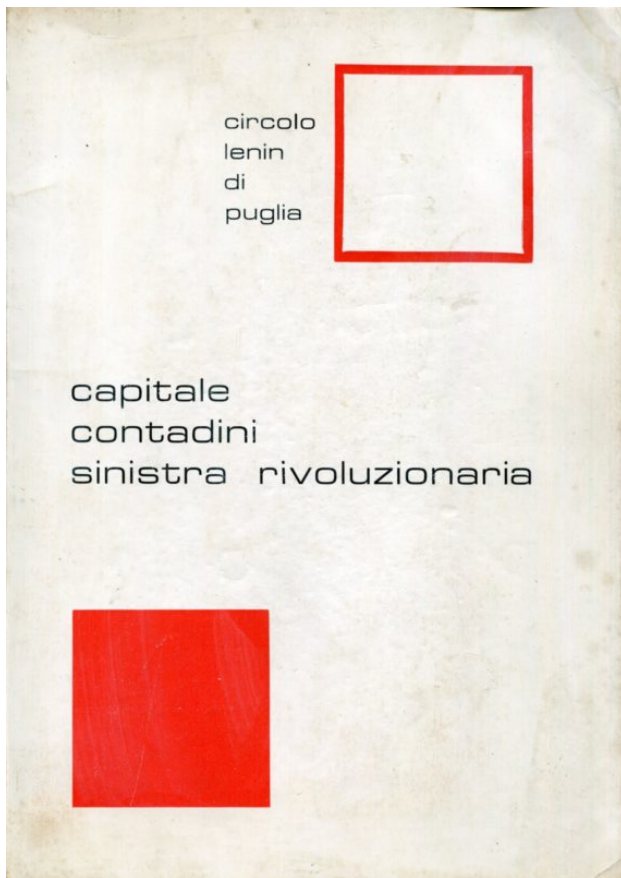 circolo
lenin
di
puglia
capitale
contadini
sinistra rivoluzionaria